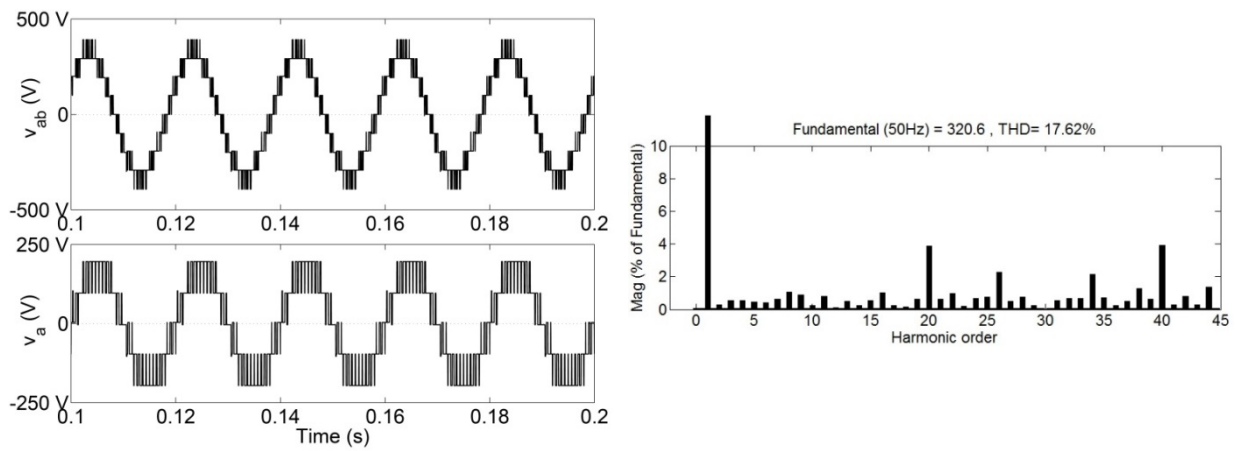 500 V
v_ab (V)
0
-500 V
0.1 0.12 0.14 0.16 0.18 0.2
250 V
v_a (V)
0
-250 V
0.1 0.12 0.14 0.16 0.18 0.2
Time (s)
Fundamental (50Hz) = 320.6 , THD= 17.62%
Mag (% of Fundamental)
10
8
6
4
2
0
0 5 10 15 20 25 30 35 40 45
Harmonic order